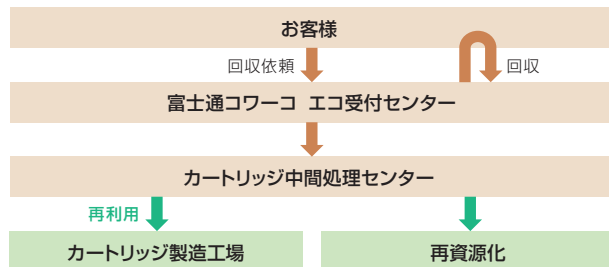 お客様
回収依頼
回収
富士通コワーコ エコ受付センター
カートリッジ中間処理センター
再利用
カートリッジ製造工場
再資源化